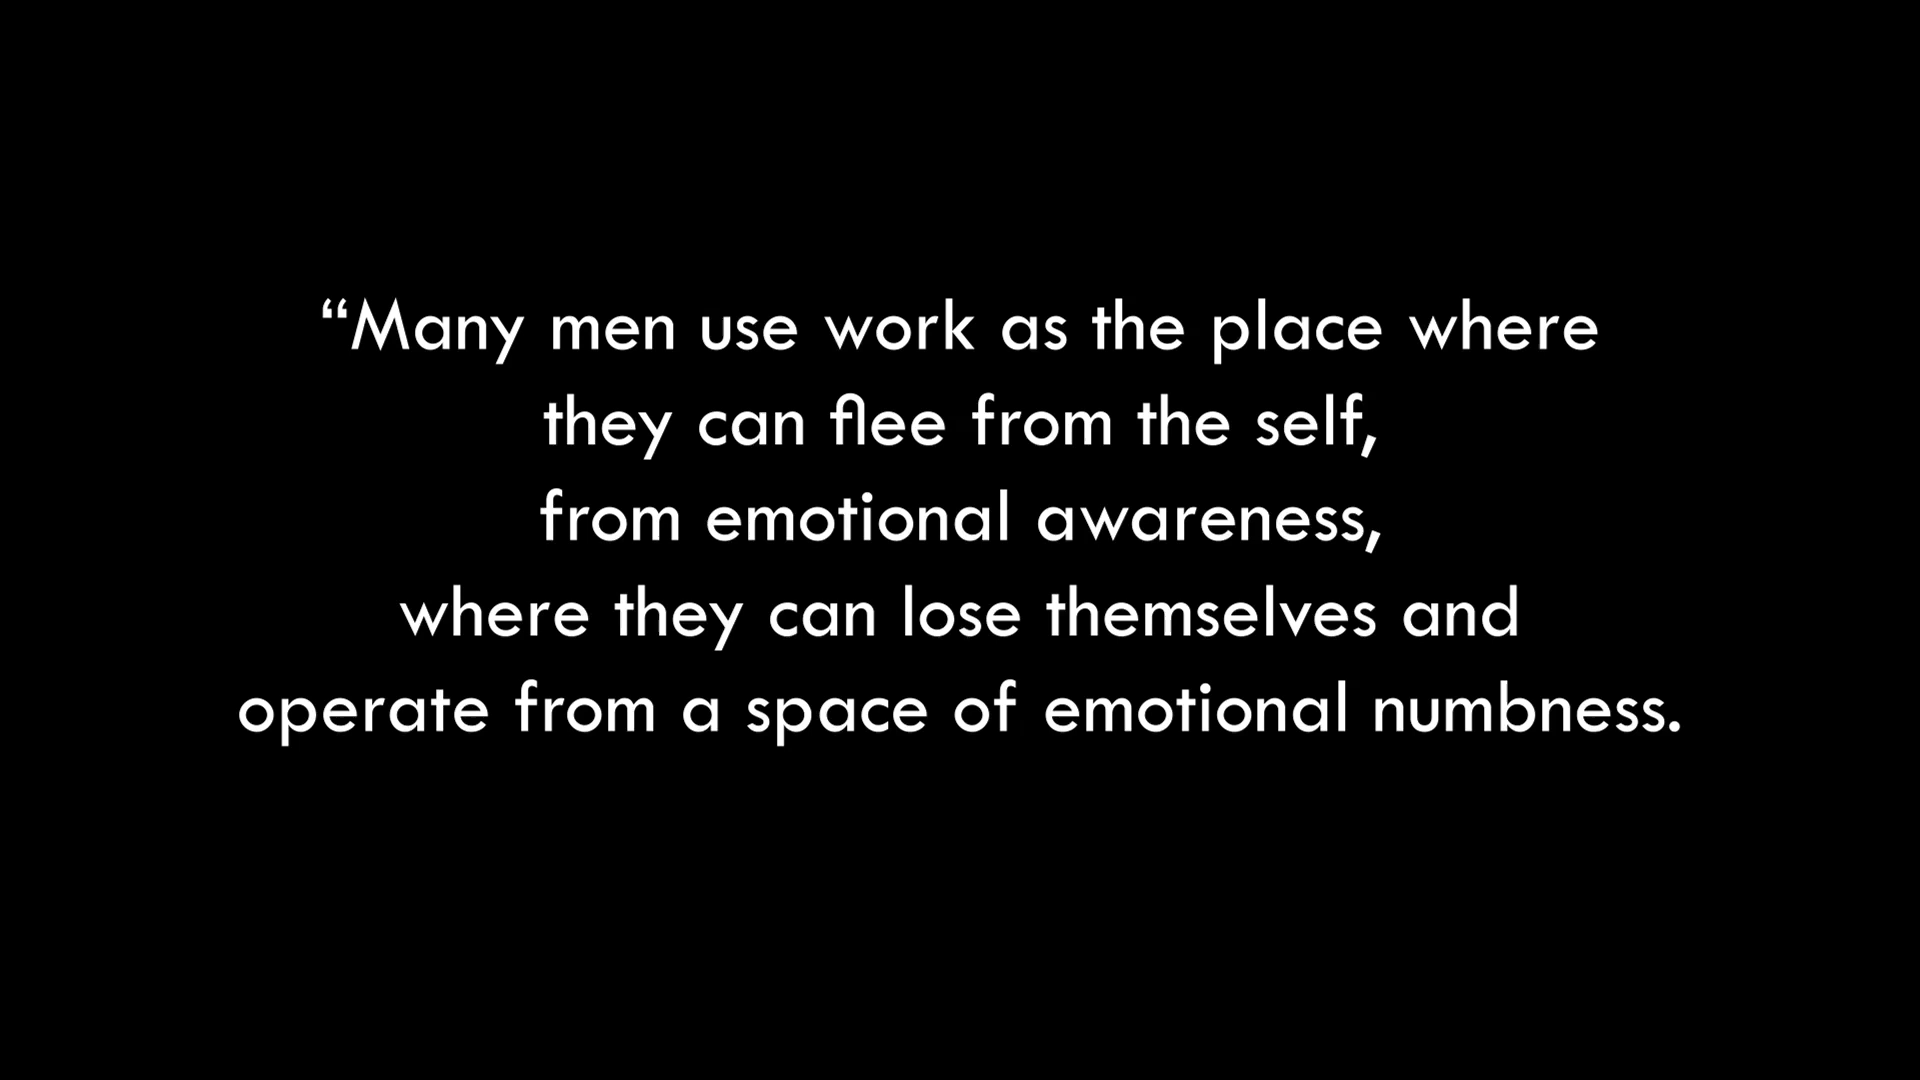 “Many men use work as the place where
they can flee from the self,
from emotional awareness,
where they can lose themselves and
operate from a space of emotional numbness.